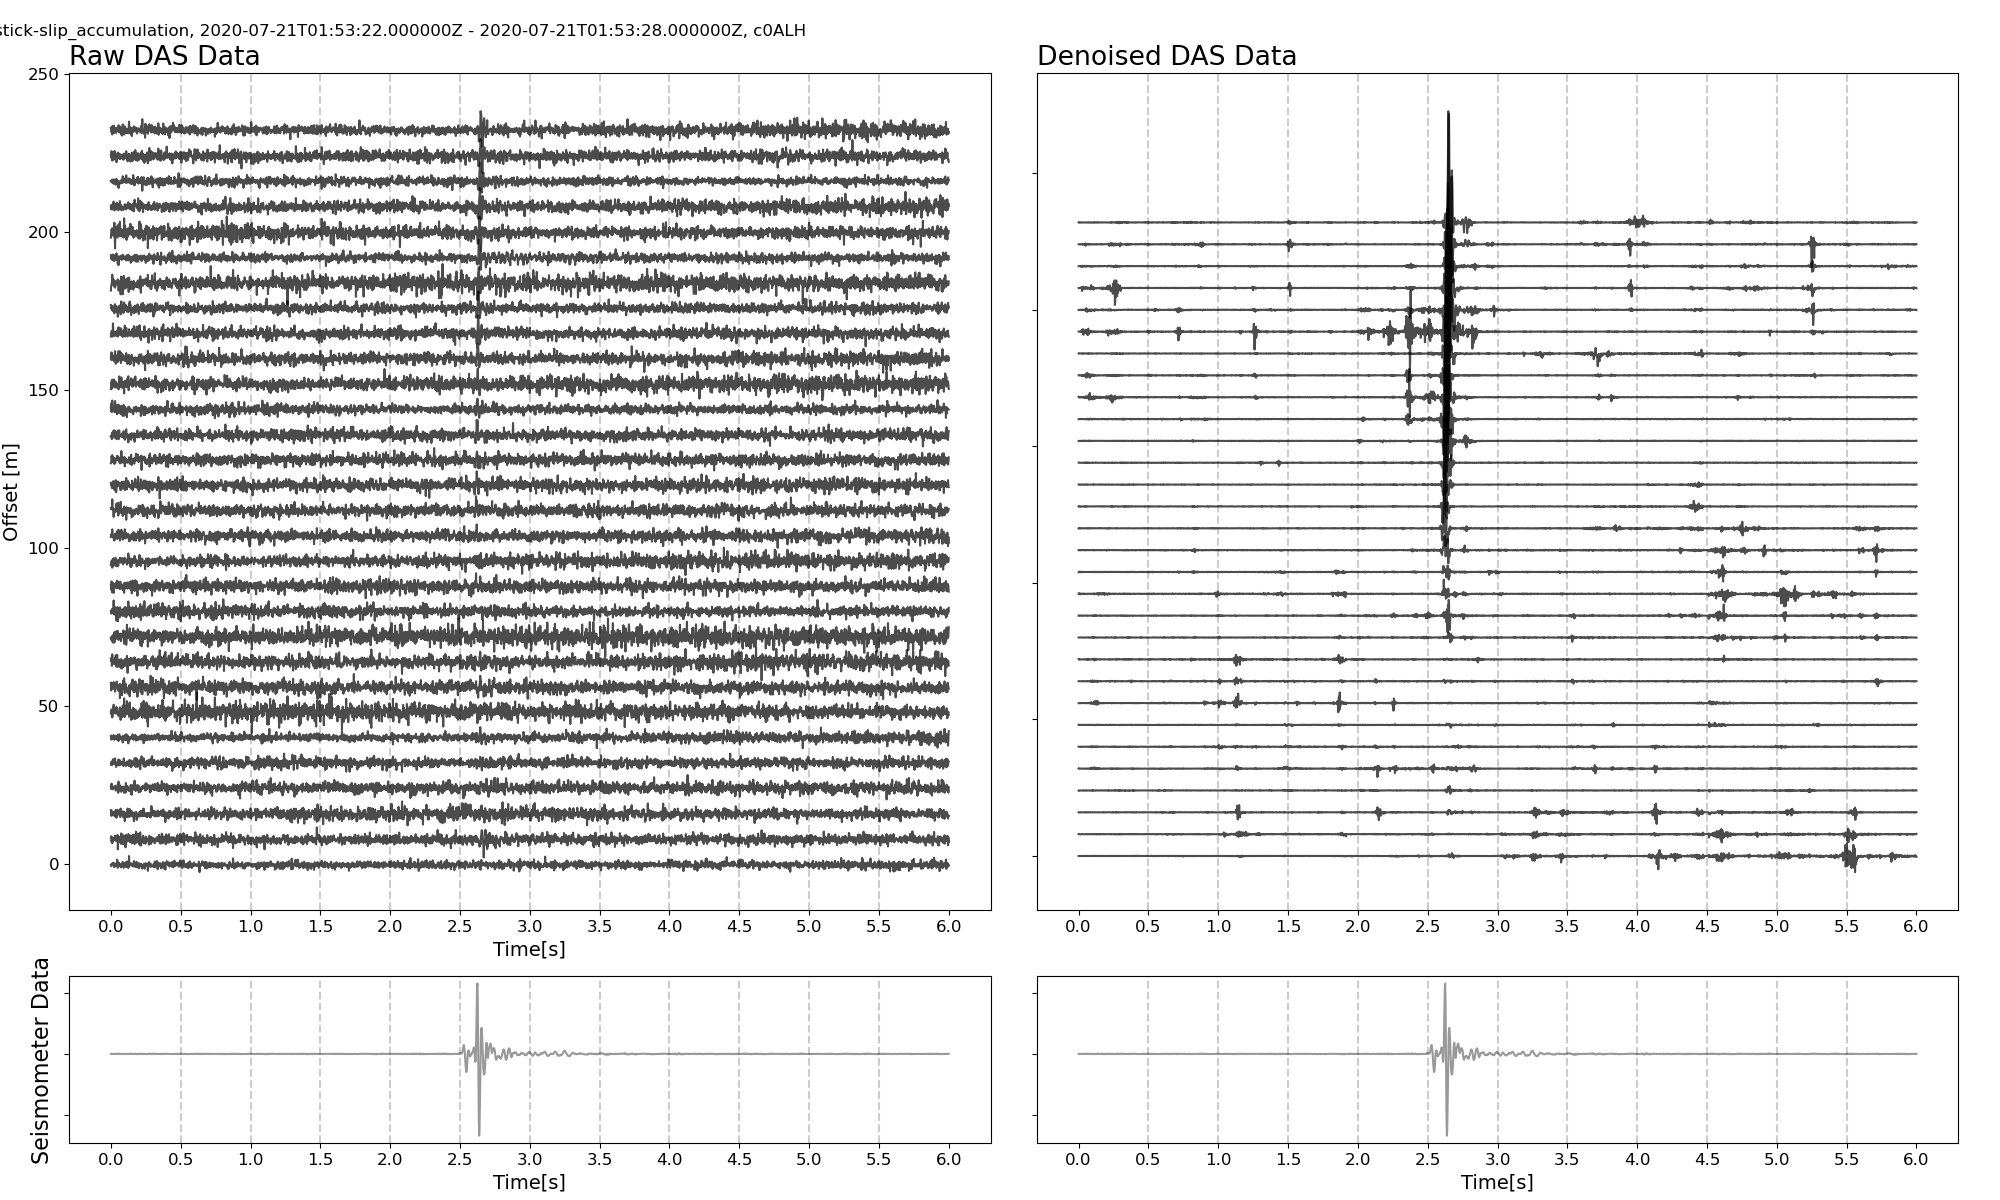 stick-slip_accumulation, 2020-07-21T01:53:22.000000Z - 2020-07-21T01:53:28.000000Z, c0ALH
Raw DAS Data
Denoised DAS Data
Offset [m]
250
200
150
100
50
0
0.0 0.5 1.0 1.5 2.0 2.5 3.0 3.5 4.0 4.5 5.0 5.5 6.0
Time[s]
0.0 0.5 1.0 1.5 2.0 2.5 3.0 3.5 4.0 4.5 5.0 5.5 6.0
Seismometer Data
0.0 0.5 1.0 1.5 2.0 2.5 3.0 3.5 4.0 4.5 5.0 5.5 6.0
Time[s]
0.0 0.5 1.0 1.5 2.0 2.5 3.0 3.5 4.0 4.5 5.0 5.5 6.0
Time[s]